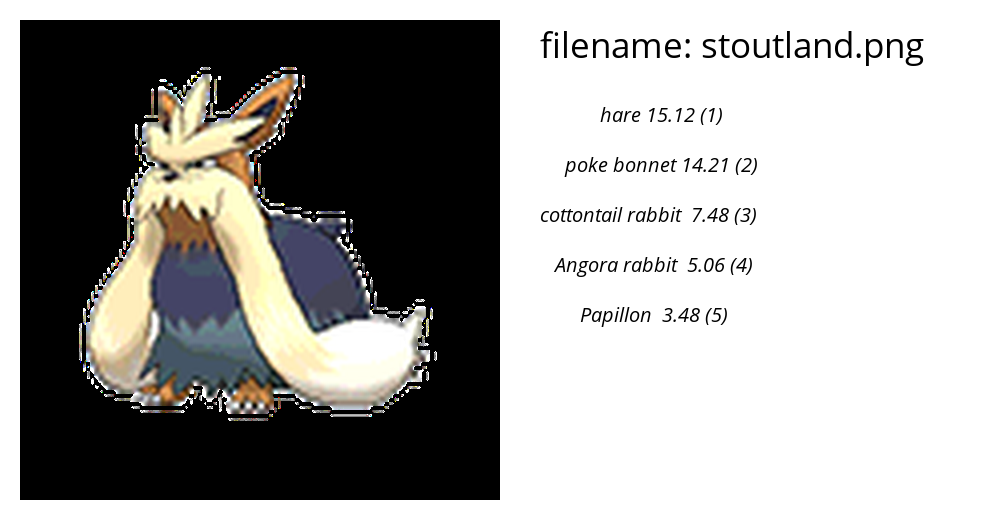 filename: stoutland.png
hare 15.12 (1)
poke bonnet 14.21 (2)
cottontail rabbit 7.48 (3)
Angora rabbit 5.06 (4)
Papillon 3.48 (5)